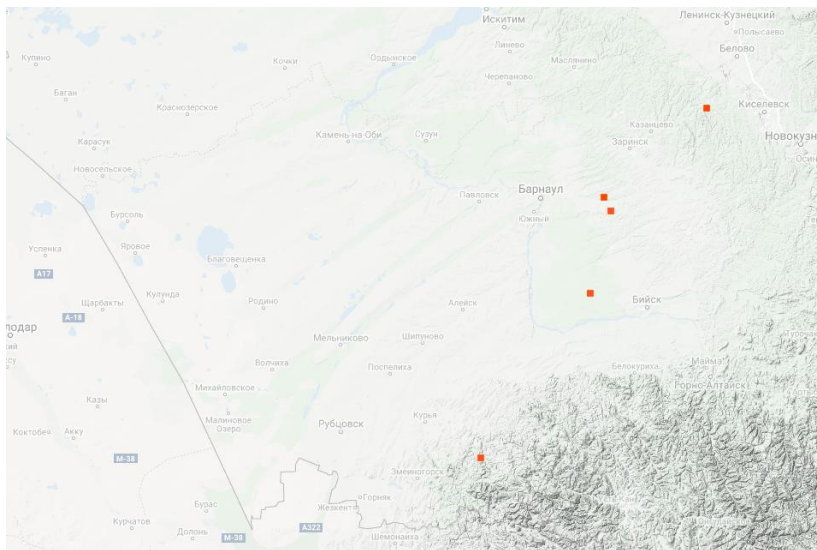 Искитим
Ленинск-Кузнецкий
Полысаево
Линево
Белово
Купино
Кочки
Ордынское
Маслянино
Черепаново
Баган
Краснозерское
Киселевск
Казанцево
Камень-на-Оби
Сузун
Новокузн
Карасук
Заринск
Осин
Новосельское
Барнаул
Павловск
Бурсоль
Южный
Успенка
Яровое
Благовещенка
A17
Кулунда
Щарбакты
Родино
Алейск
Бийск
A-18
лодар
Мельниково
Шипуново
Турочак
ский
Волчиха
Майма
Поспелиха
Белокуриха
Горно-Алтайск
Михайловское
Казы
Курья
Малиновое
Озеро
Рубцовск
Коктобе
Акку
M-38
Змеиногорск
Горняк
Бурас
Жезкент
Курчатов
A322
Долонь
M-38
Шемонаиха